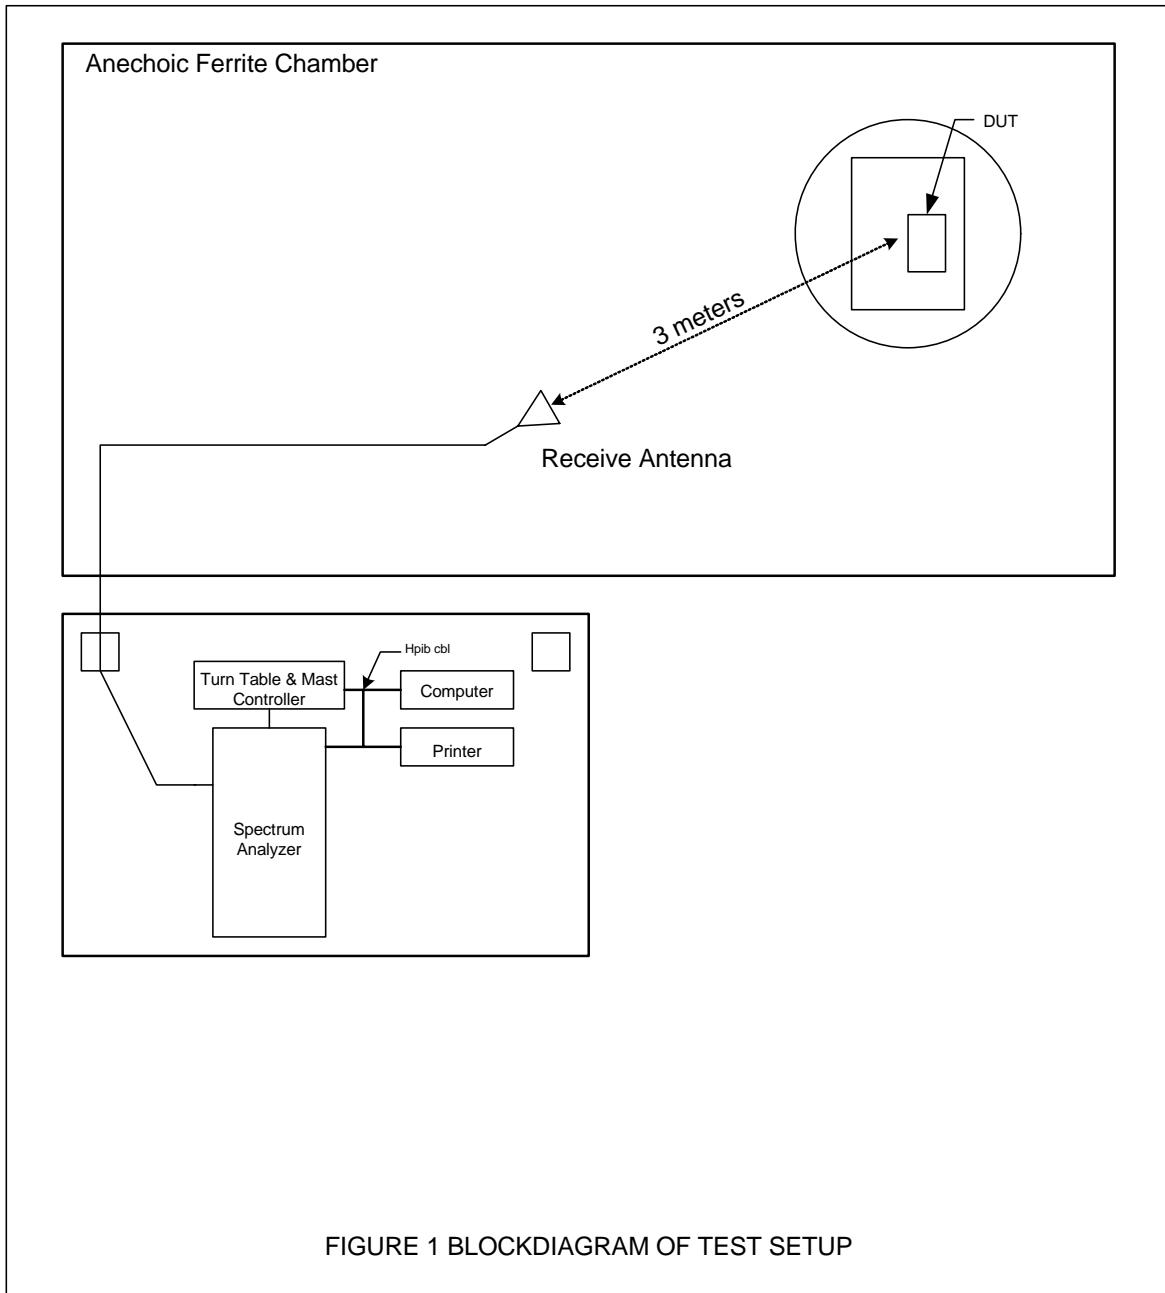 Anechoic Ferrite Chamber
DUT
3 meters
Receive Antenna
Hpib cbl
Turn Table & Mast
Controller
Computer
Printer
Spectrum
Analyzer
FIGURE 1 BLOCKDIAGRAM OF TEST SETUP